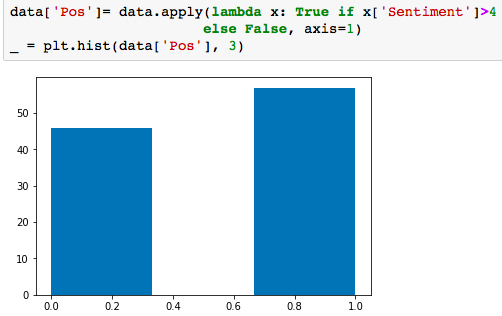 data['Pos']= data.apply(lambda x: True if x['Sentiment']>4
else False, axis=1)
_ = plt.hist(data['Pos'], 3)
50
40
30
20
10
0
0.0 0.2 0.4 0.6 0.8 1.0